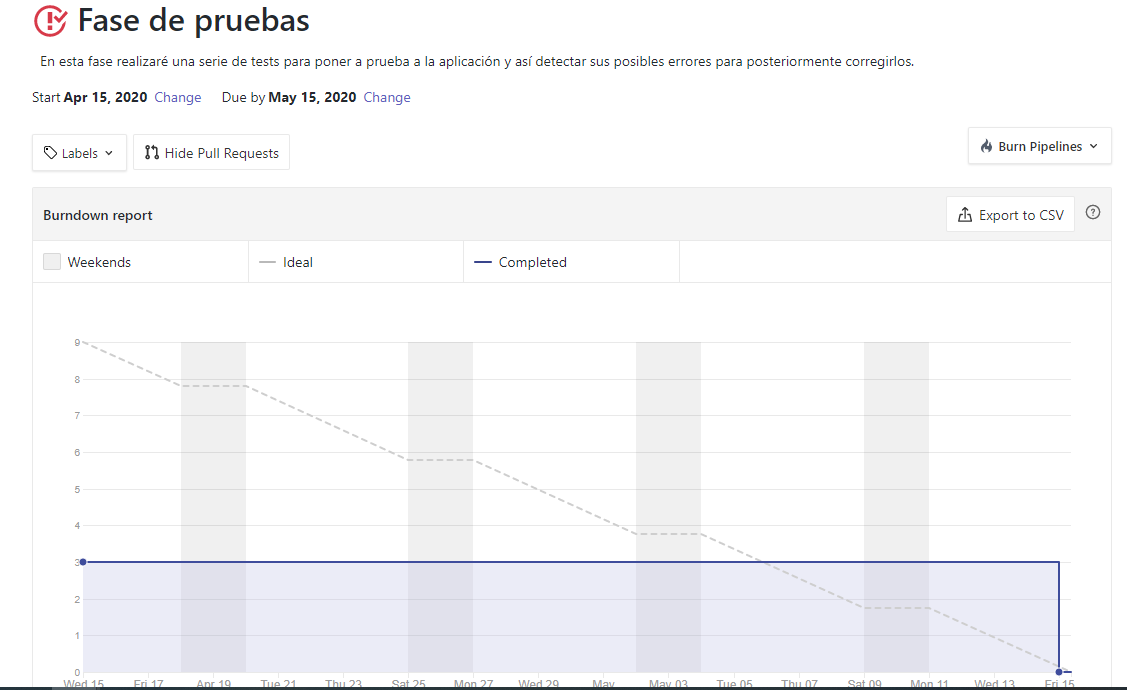 Fase de pruebas
En esta fase realizaré una serie de tests para poner a prueba a la aplicación y así detectar sus posibles errores para posteriormente corregirlos.
Start Apr 15, 2020 Change Due by May 15, 2020 Change
Labels Hide Pull Requests Burn Pipelines
Burndown report Export to CSV ?
Weekends Ideal Completed
9
8
7
6
5
4
3
2
1
0
Wed 15 Fri 17 Apr 19 Tue 21 Thu 23 Sat 25 Mon 27 Wed 29 May May 03 Tue 05 Thu 07 Sat 09 Mon 11 Wed 13 Fri 15